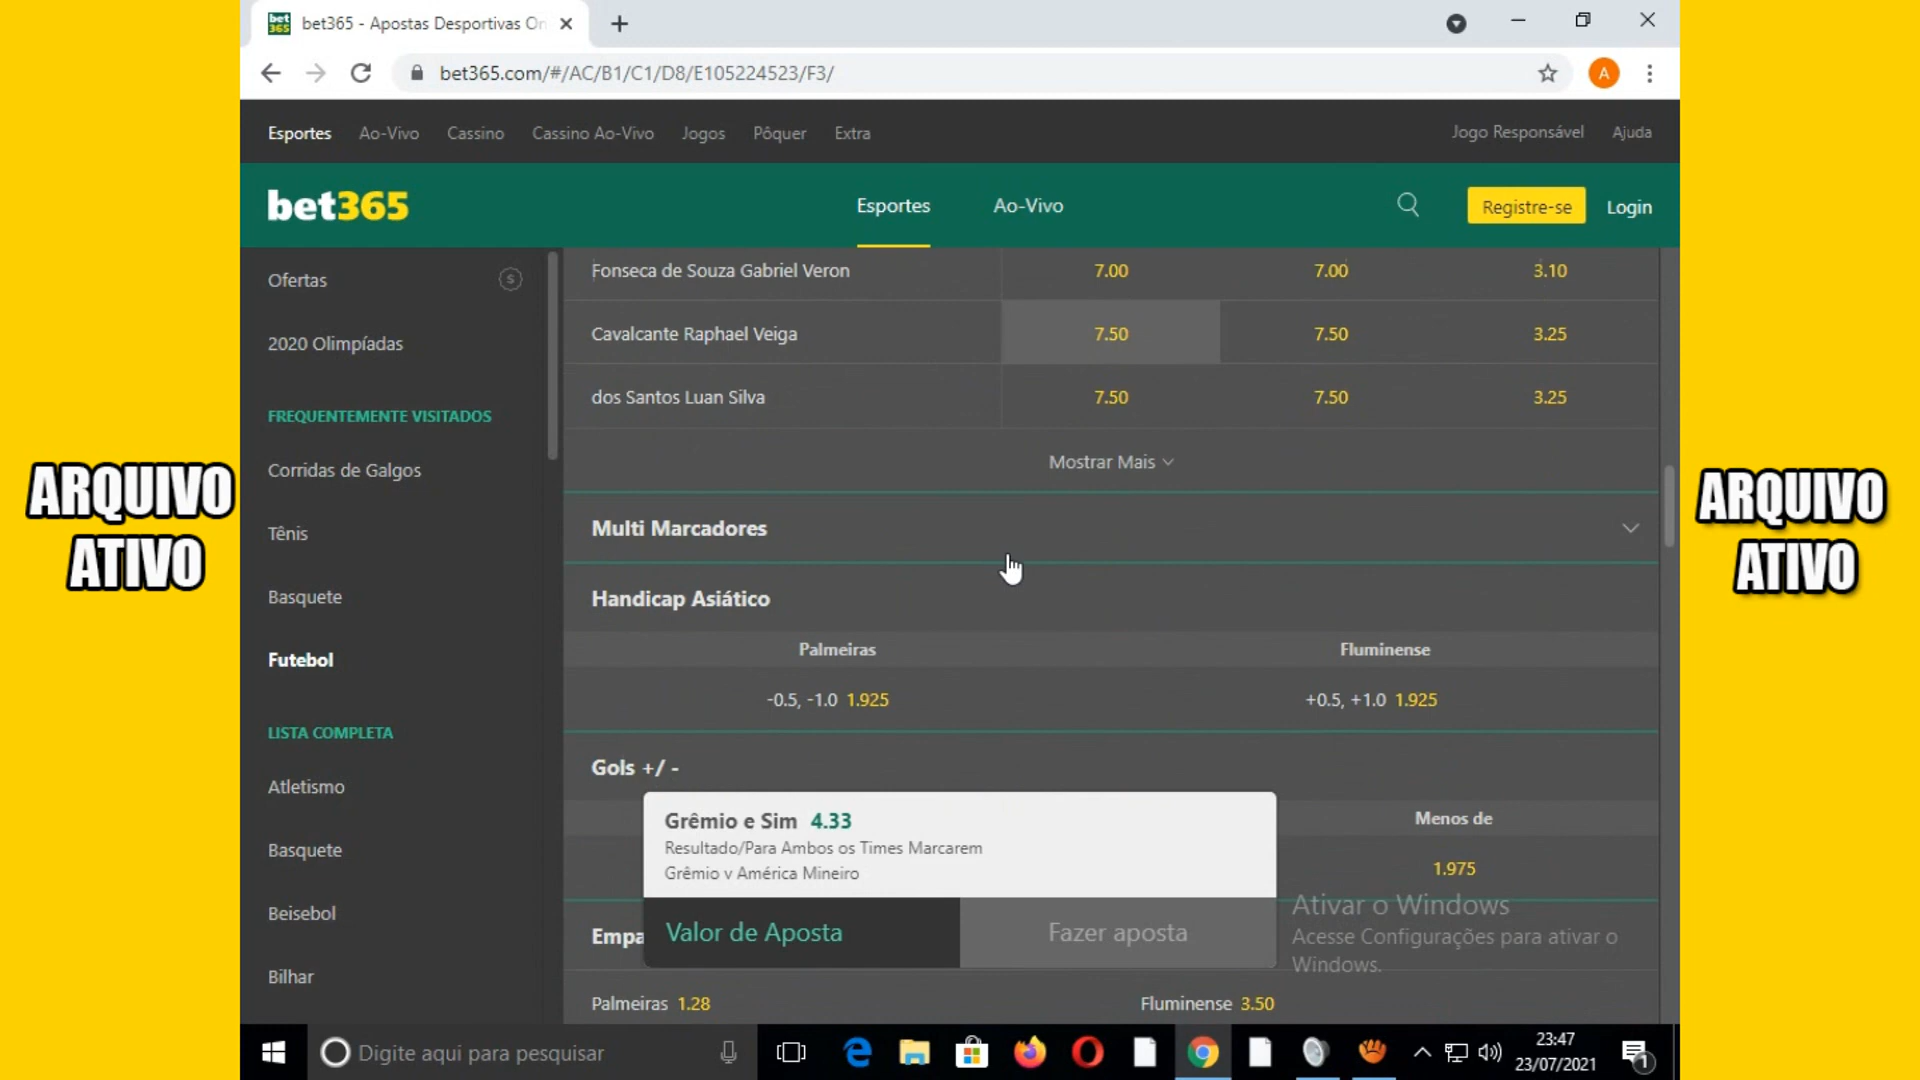 bet365 - Apostas Desportivas On
bet365.com/#/AC/B1/C1/D8/E105224523/F3/
A
Esportes Ao-Vivo Cassino Cassino Ao-Vivo Jogos Pôquer Extra Jogo Responsável Ajuda
bet365 Esportes Ao-Vivo Registre-se Login
Ofertas
2020 Olimpíadas
FREQUENTEMENTE VISITADOS
Corridas de Galgos
Tênis
Basquete
Futebol
LISTA COMPLETA
Atletismo
Basquete
Beisebol
Bilhar
Fonseca de Souza Gabriel Veron 7.00 7.00 3.10
Cavalcante Raphael Veiga 7.50 7.50 3.25
dos Santos Luan Silva 7.50 7.50 3.25
Mostrar Mais
Multi Marcadores
Handicap Asiático
Palmeiras Fluminense
-0.5, -1.0 1.925 +0.5, +1.0 1.925
Gols +/ -
Menos de
1.975
Grêmio e Sim 4.33
Resultado/Para Ambos os Times Marcarem
Grêmio v América Mineiro
Valor de Aposta Fazer aposta
Empa
Palmeiras 1.28 Fluminense 3.50
Ativar o Windows
Acesse Configurações para ativar o
Windows.
ARQUIVO
ATIVO
ARQUIVO
ATIVO
Digite aqui para pesquisar
23:47
23/07/2021
1